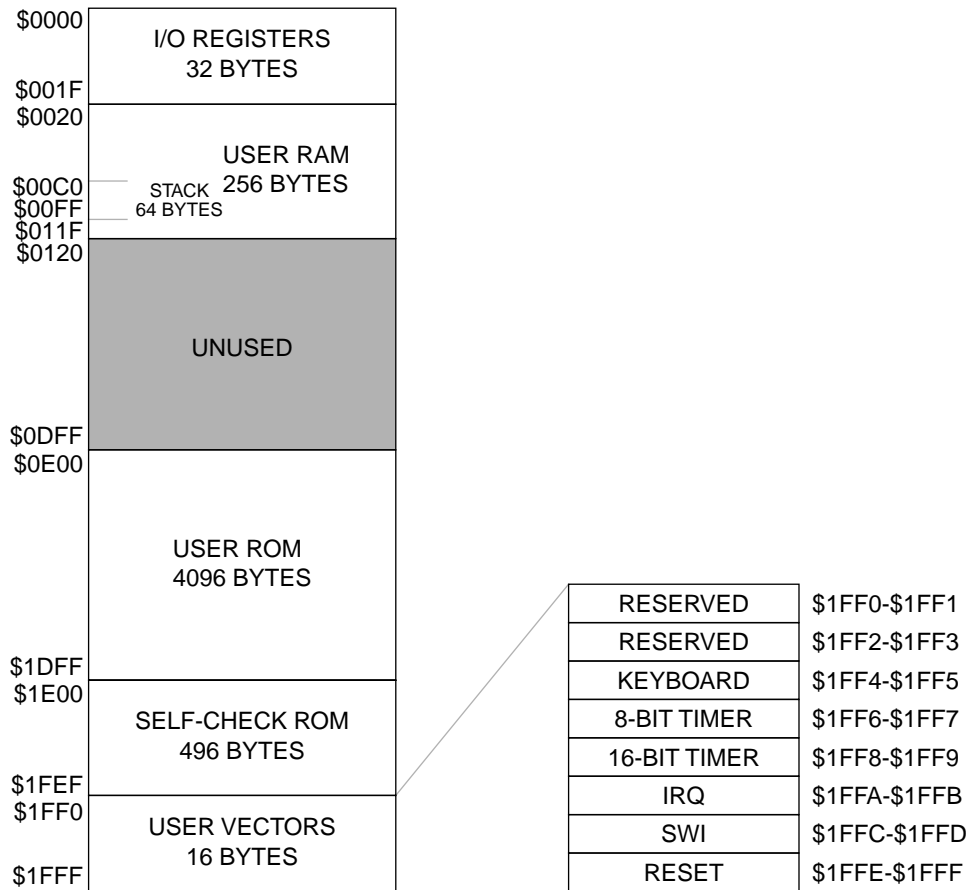 $0000
I/O REGISTERS
32 BYTES
$001F
$0020
USER RAM
256 BYTES
$00C0
STACK
64 BYTES
$00FF
$011F
$0120
UNUSED
$0DFF
$0E00
USER ROM
4096 BYTES
$1DFF
$1E00
SELF-CHECK ROM
496 BYTES
$1FEF
$1FF0
USER VECTORS
16 BYTES
$1FFF
RESERVED $1FF0-$1FF1
RESERVED $1FF2-$1FF3
KEYBOARD $1FF4-$1FF5
8-BIT TIMER $1FF6-$1FF7
16-BIT TIMER $1FF8-$1FF9
IRQ $1FFA-$1FFB
SWI $1FFC-$1FFD
RESET $1FFE-$1FFF